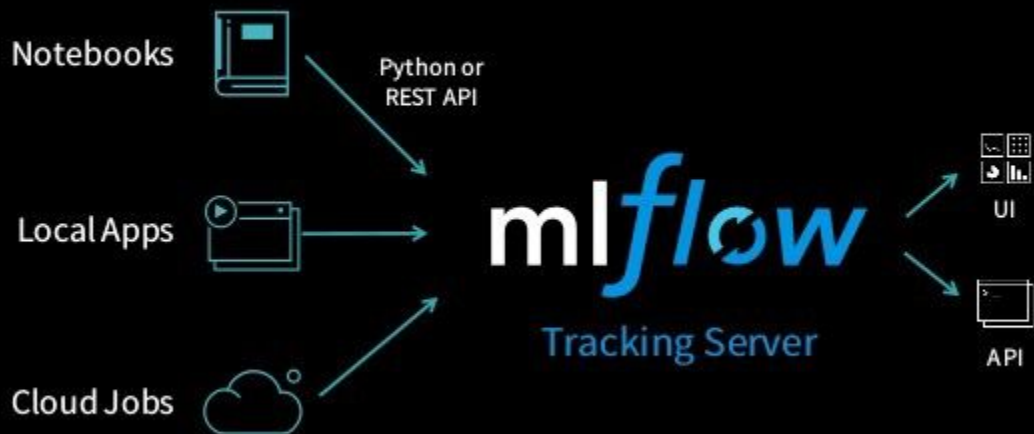 Notebooks
Python or
REST API
Local Apps
mlflow
Tracking Server
UI
API
Cloud Jobs